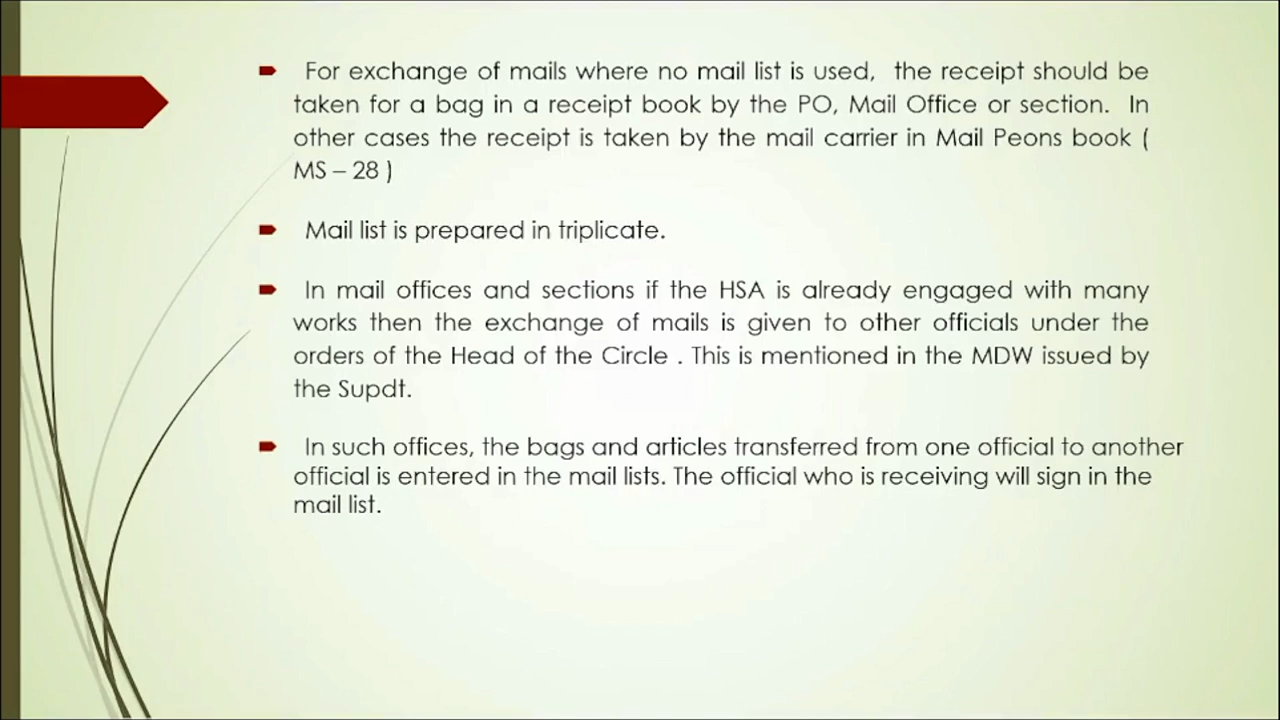 For exchange of mails where no mail list is used, the receipt should be
taken for a bag in a receipt book by the PO, Mail Office or section. In
other cases the receipt is taken by the mail carrier in Mail Peons book (
MS – 28 )
Mail list is prepared in triplicate.
In mail offices and sections if the HSA is already engaged with many
works then the exchange of mails is given to other officials under the
orders of the Head of the Circle . This is mentioned in the MDW issued by
the Supdt.
In such offices, the bags and articles transferred from one official to another
official is entered in the mail lists. The official who is receiving will sign in the
mail list.